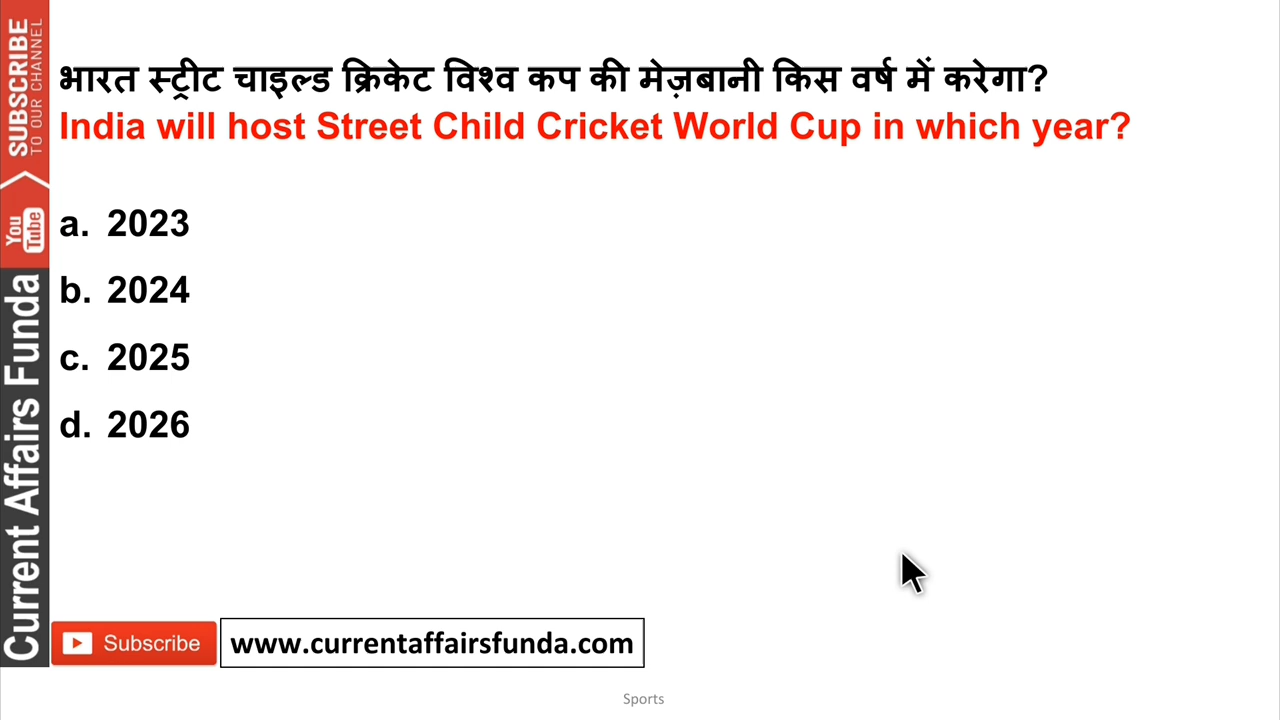 भारत स्ट्रीट चाइल्ड क्रिकेट विश्व कप की मेज़बानी किस वर्ष में करेगा?
India will host Street Child Cricket World Cup in which year?
a. 2023
b. 2024
c. 2025
d. 2026
SUBSCRIBE
TO OUR CHANNEL
You
Tube
Current Affairs Funda
Subscribe
www.currentaffairsfunda.com
Sports